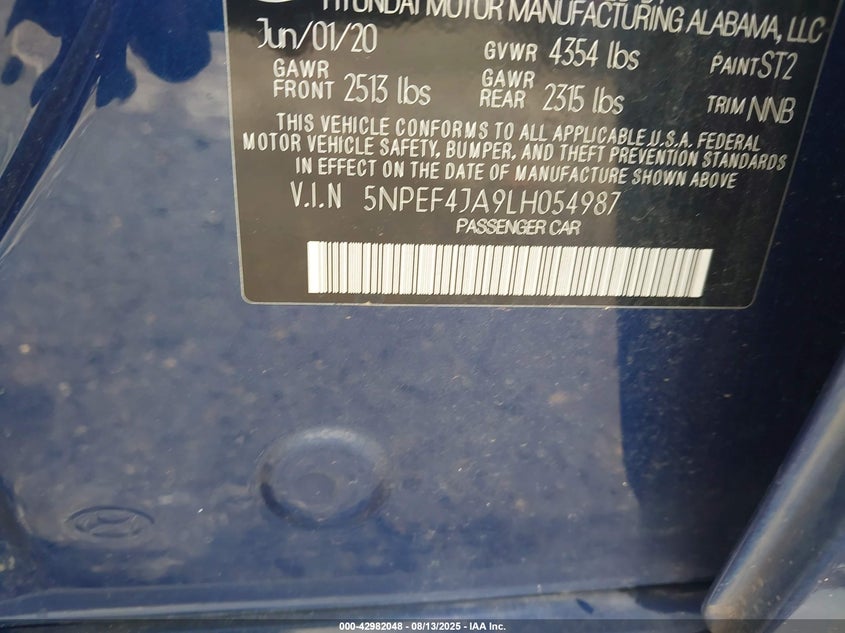 HYUNDAI MOTOR MANUFACTURING ALABAMA, LLC
Jun/01/20
GVWR 4354 lbs
PAINT ST2
GAWR FRONT 2513 lbs
GAWR REAR 2315 lbs
TRIM NNB
THIS VEHICLE CONFORMS TO ALL APPLICABLE U.S.A. FEDERAL
MOTOR VEHICLE SAFETY, BUMPER, AND THEFT PREVENTION STANDARDS
IN EFFECT ON THE DATE OF MANUFACTURE SHOWN ABOVE
V.I.N 5NPEF4JA9LH054987
PASSENGER CAR
000-42982048 - 08/13/2025 - IAA Inc.